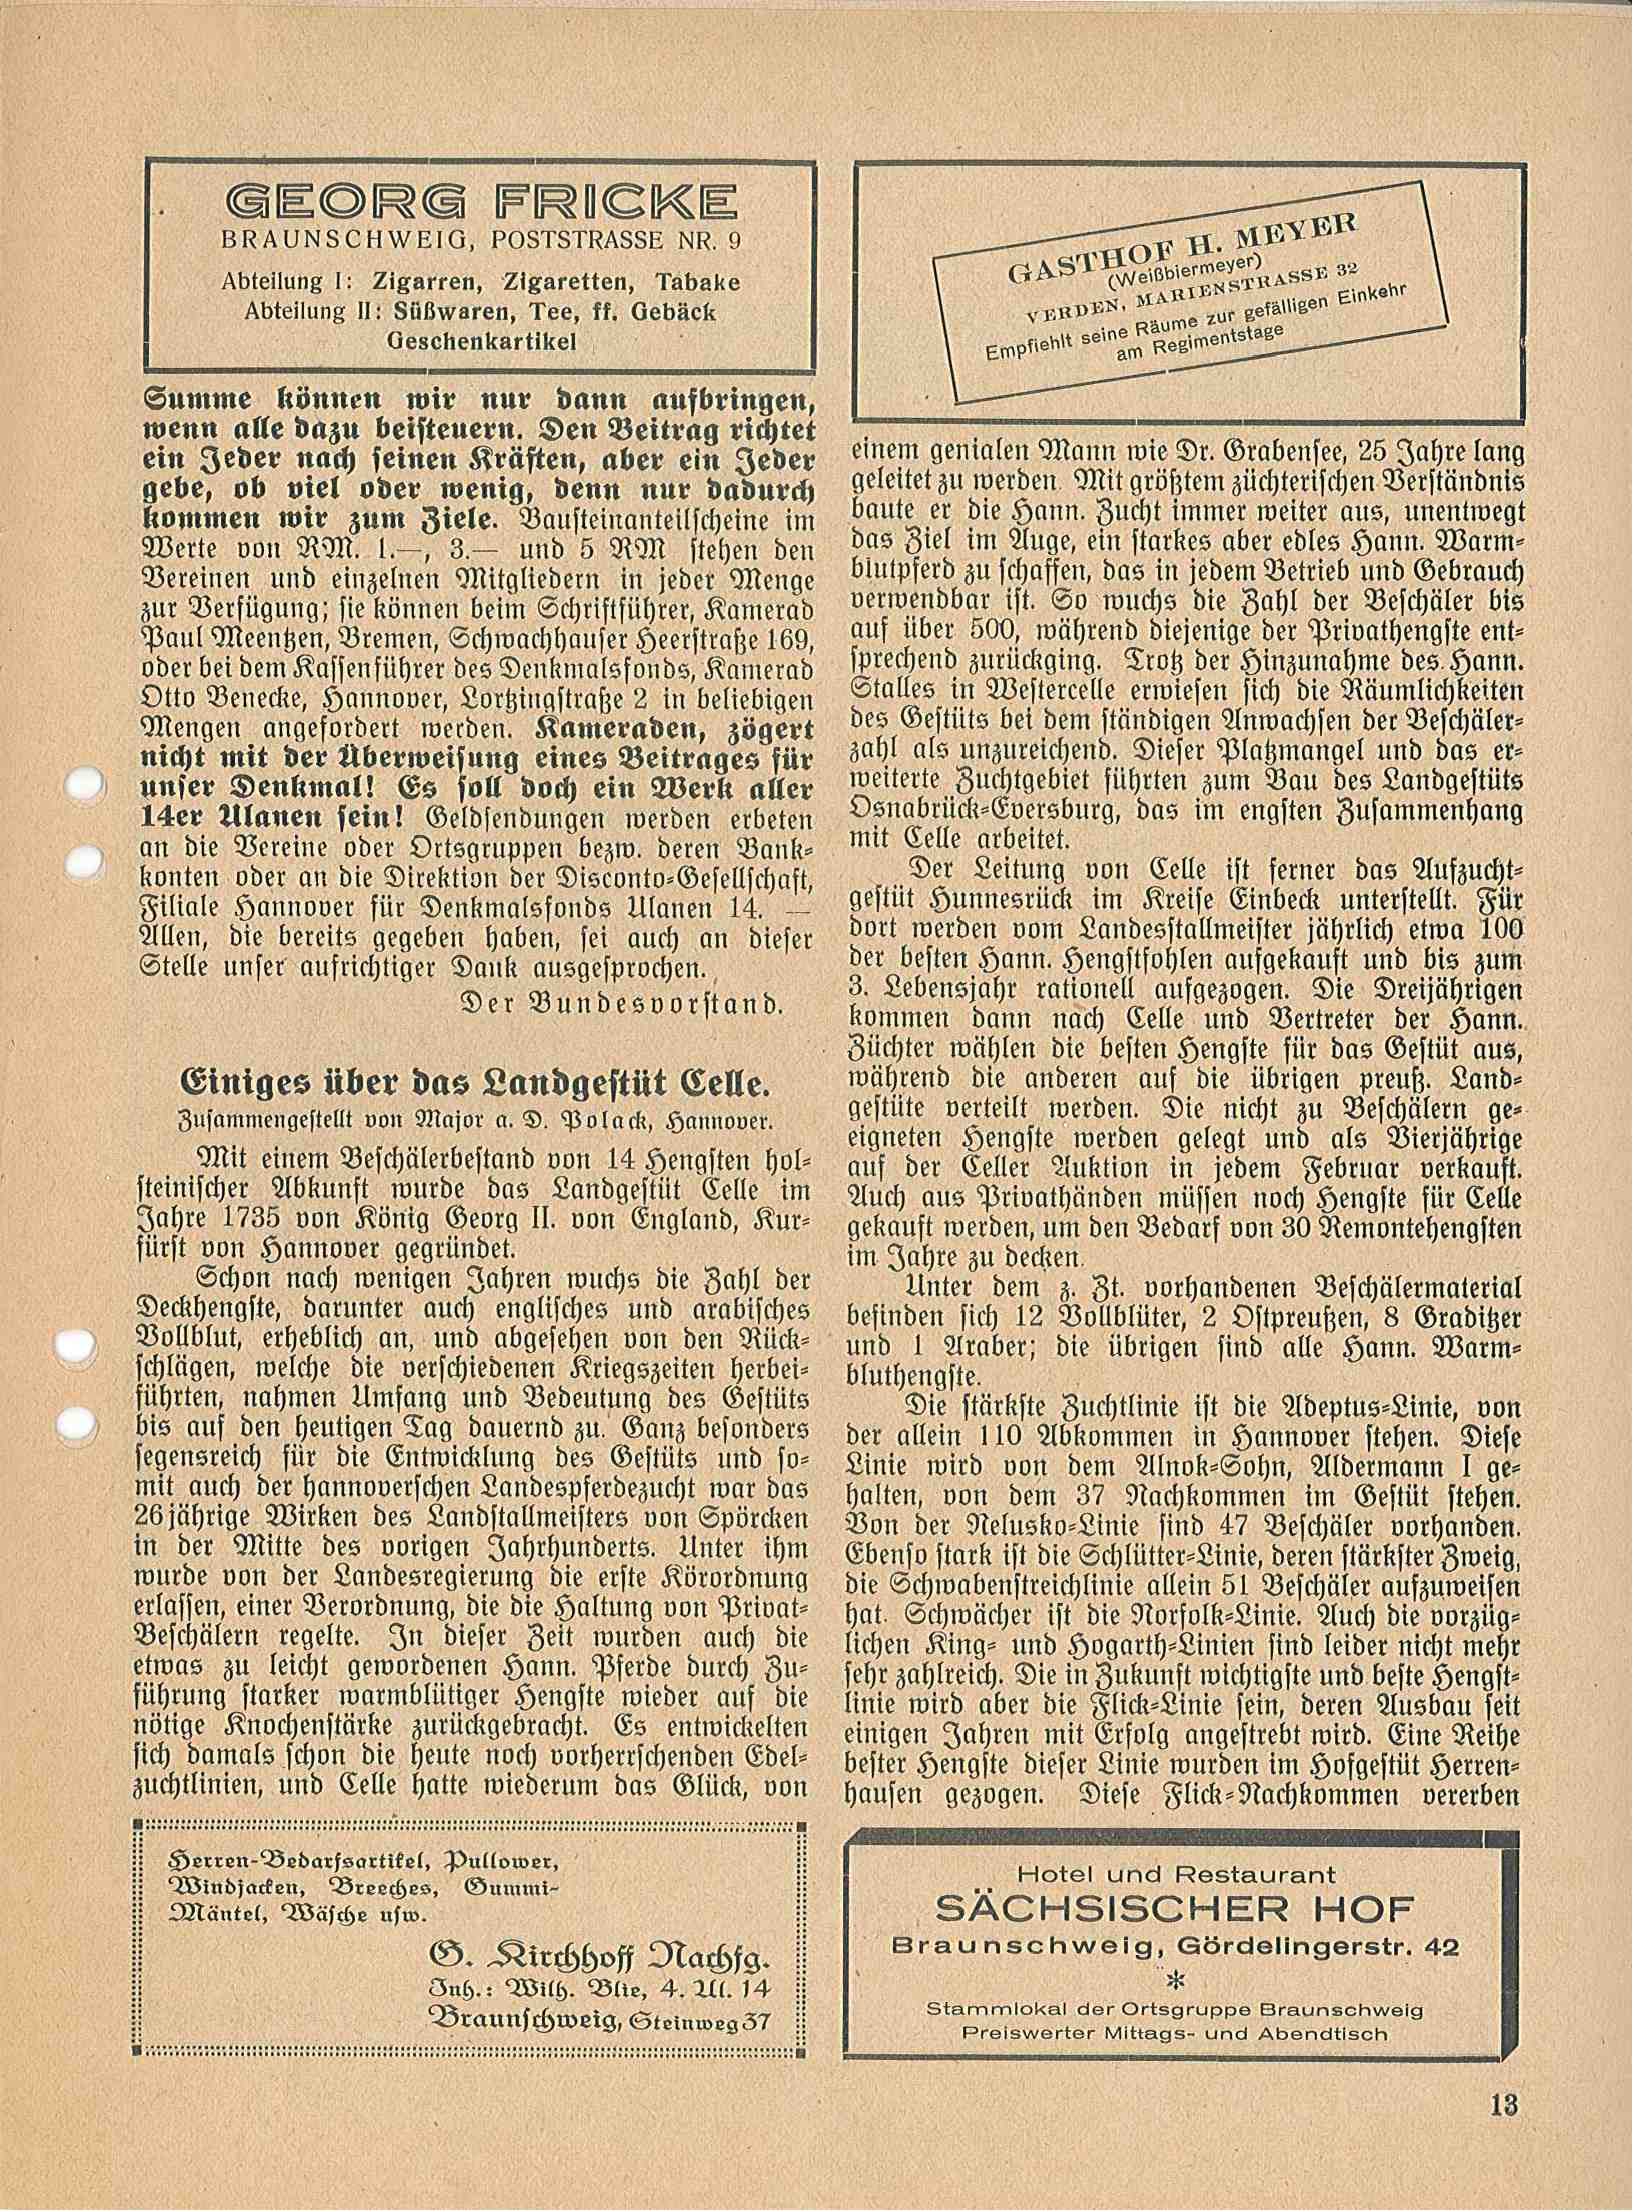 GEORG FRICKE
BRAUNSCHWEIG, POSTSTRASSE NR. 9
Abteilung I: Zigarren, Zigaretten, Tabake
Abteilung II: Süßwaren, Tee, ff. Gebäck
Geschenkartikel
Summe können wir nur dann aufbringen,
wenn alle dazu beisteuern. Den Beitrag richtet
ein Jeder nach seinen Kräften, aber ein Jeder
gebe, ob viel oder wenig, denn nur dadurch
kommen wir zum Ziele. Bausteinanteilscheine im
Werte von RM. 1.—, 3.— und 5 RM stehen den
Vereinen und einzelnen Mitgliedern in jeder Menge
zur Verfügung; sie können beim Schriftführer, Kamerad
Paul Meentzen, Bremen, Schwachhauser Heerstraße 169,
oder bei dem Kassenführer des Denkmalsfonds, Kamerad
Otto Benecke, Hannover, Lortzingstraße 2 in beliebigen
Mengen angefordert werden. Kameraden, zögert
nicht mit der Überweisung eines Beitrages für
unser Denkmal! Es soll doch ein Werk aller
14er Ulanen sein! Geldsendungen werden erbeten
an die Vereine oder Ortsgruppen bezw. deren Bank-
konten oder an die Direktion der Disconto-Gesellschaft,
Filiale Hannover für Denkmalsfonds Ulanen 14. —
Allen, die bereits gegeben haben, sei auch an dieser
Stelle unser aufrichtiger Dank ausgesprochen.
Der Bundesvorstand.
Einiges über das Landgestüt Celle.
Zusammengestellt von Major a. D. Polack, Hannover.
Mit einem Beschälerbestand von 14 Hengsten hol-
steinischer Abkunft wurde das Landgestüt Celle im
Jahre 1735 von König Georg II. von England, Kur-
fürst von Hannover gegründet.
Schon nach wenigen Jahren wuchs die Zahl der
Deckhengste, darunter auch englisches und arabisches
Vollblut, erheblich an, und abgesehen von den Rück-
schlägen, welche die verschiedenen Kriegszeiten herbei-
führten, nahmen Umfang und Bedeutung des Gestüts
bis auf den heutigen Tag dauernd zu. Ganz besonders
segensreich für die Entwicklung des Gestüts und so-
mit auch der hannoverschen Landespferdezucht war das
26jährige Wirken des Landstallmeisters von Spörcken
in der Mitte des vorigen Jahrhunderts. Unter ihm
wurde von der Landesregierung die erste Körordnung
erlassen, einer Verordnung, die die Haltung von Privat-
Beschälern regelte. In dieser Zeit wurden auch die
etwas zu leicht gewordenen Hann. Pferde durch Zu-
führung starker warmblütiger Hengste wieder auf die
nötige Knochenstärke zurückgebracht. Es entwickelten
sich damals schon die heute noch vorherrschenden Edel-
zuchtlinien, und Celle hatte wiederum das Glück, von
Herren-Bedarfsartikel, Pullower,
Windjacken, Breeches, Gummi-
Mäntel, Wäsche usw.
G. Kirchhoff Nachfg.
Inh.: Wilh. Blie, 4. Ul. 14
Braunschweig, Steinweg 37
GASTHOF H. MEYER
(Weißbiermeyer)
VERDEN, MARIENSTRASSE 32
Empfiehlt seine Räume zur gefälligen Einkehr
am Regimentstage
einem genialen Mann wie Dr. Grabensee, 25 Jahre lang
geleitet zu werden. Mit größtem züchterischen Verständnis
baute er die Hann. Zucht immer weiter aus, unentwegt
das Ziel im Auge, ein starkes aber edles Hann. Warm-
blutpferd zu schaffen, das in jedem Betrieb und Gebrauch
verwendbar ist. So wuchs die Zahl der Beschäler bis
auf über 500, während diejenige der Privathengste ent-
sprechend zurückging. Trotz der Hinzunahme des Hann.
Stalles in Westercelle erwiesen sich die Räumlichkeiten
des Gestüts bei dem ständigen Anwachsen der Beschäler-
zahl als unzureichend. Dieser Platzmangel und das er-
weiterte Zuchtgebiet führten zum Bau des Landgestüts
Osnabrück-Eversburg, das im engsten Zusammenhang
mit Celle arbeitet.
Der Leitung von Celle ist ferner das Aufzucht-
gestüt Hunnesrück im Kreise Einbeck unterstellt. Für
dort werden vom Landesstallmeister jährlich etwa 100
der besten Hann. Hengstfohlen aufgekauft und bis zum
3. Lebensjahr rationell aufgezogen. Die Dreijährigen
kommen dann nach Celle und Vertreter der Hann.
Züchter wählen die besten Hengste für das Gestüt aus,
während die anderen auf die übrigen preuß. Land-
gestüte verteilt werden. Die nicht zu Beschälern ge-
eigneten Hengste werden gelegt und als Vierjährige
auf der Celler Auktion in jedem Februar verkauft.
Auch aus Privathänden müssen noch Hengste für Celle
gekauft werden, um den Bedarf von 30 Remontehengsten
im Jahre zu decken.
Unter dem z. Zt. vorhandenen Beschälermaterial
befinden sich 12 Vollblüter, 2 Ostpreußen, 8 Graditzer
und 1 Araber; die übrigen sind alle Hann. Warm-
bluthengste.
Die stärkste Zuchtlinie ist die Adeptus-Linie, von
der allein 110 Abkommen in Hannover stehen. Diese
Linie wird von dem Alnok-Sohn, Aldermann I ge-
halten, von dem 37 Nachkommen im Gestüt stehen.
Von der Nelusko-Linie sind 47 Beschäler vorhanden.
Ebenso stark ist die Schlütter-Linie, deren stärkster Zweig,
die Schwabenstreichlinie allein 51 Beschäler aufzuweisen
hat. Schwächer ist die Norfolk-Linie. Auch die vorzüg-
lichen King- und Hogarth-Linien sind leider nicht mehr
sehr zahlreich. Die in Zukunft wichtigste und beste Hengst-
linie wird aber die Flick-Linie sein, deren Ausbau seit
einigen Jahren mit Erfolg angestrebt wird. Eine Reihe
bester Hengste dieser Linie wurden im Hofgestüt Herren-
hausen gezogen. Diese Flick-Nachkommen vererben
Hotel und Restaurant
SÄCHSISCHER HOF
Braunschweig, Gördelingerstr. 42
*
Stammlokal der Ortsgruppe Braunschweig
Preiswerter Mittags- und Abendtisch
13